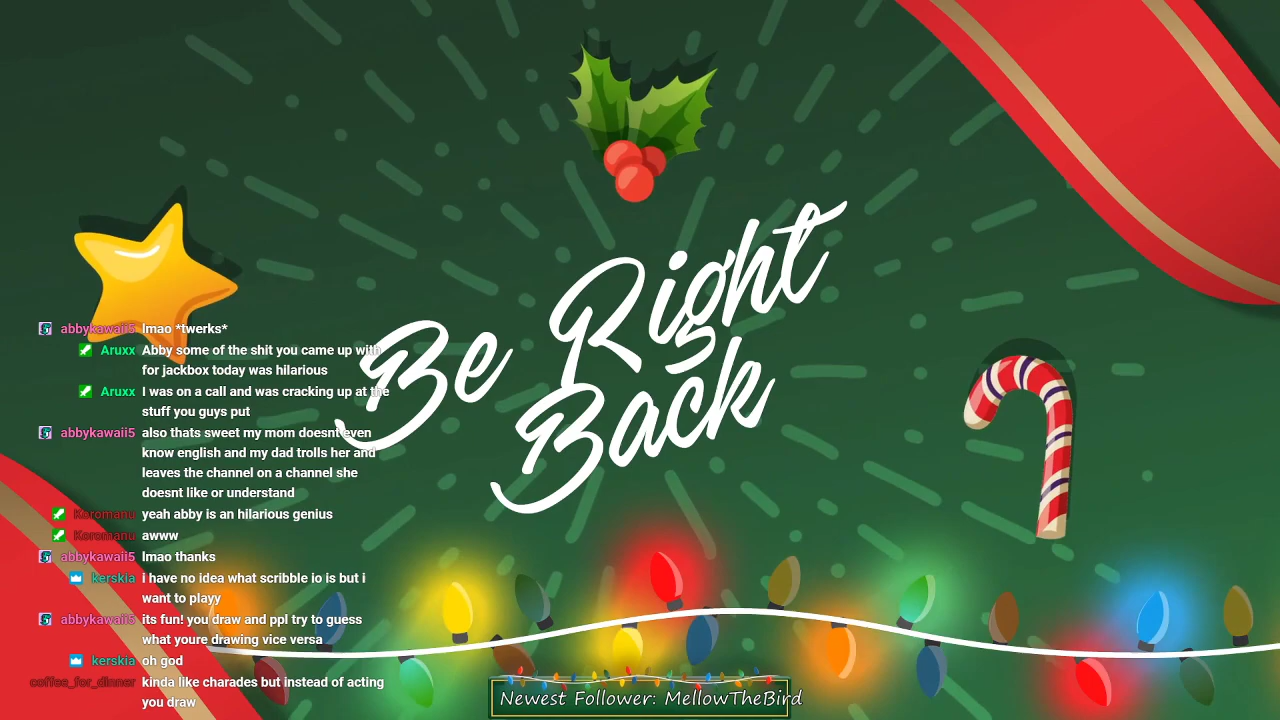 Be Right
Back
abbykawaii5 lmao *twerks*
Aruxx Abby some of the shit you came up with
for jackbox today was hilarious
Aruxx I was on a call and was cracking up at the
stuff you guys put
abbykawaii5 also thats sweet my mom doesnt even
know english and my dad trolls her and
leaves the channel on a channel she
doesnt like or understand
Koromanu yeah abby is an hilarious genius
Koromanu awww
abbykawaii5 lmao thanks
kerskia i have no idea what scribble io is but i
want to playy
abbykawaii5 its fun! you draw and ppl try to guess
what youre drawing vice versa
kerskia oh god
coffee_for_dinner kinda like charades but instead of acting
you draw
Newest Follower: MellowTheBird